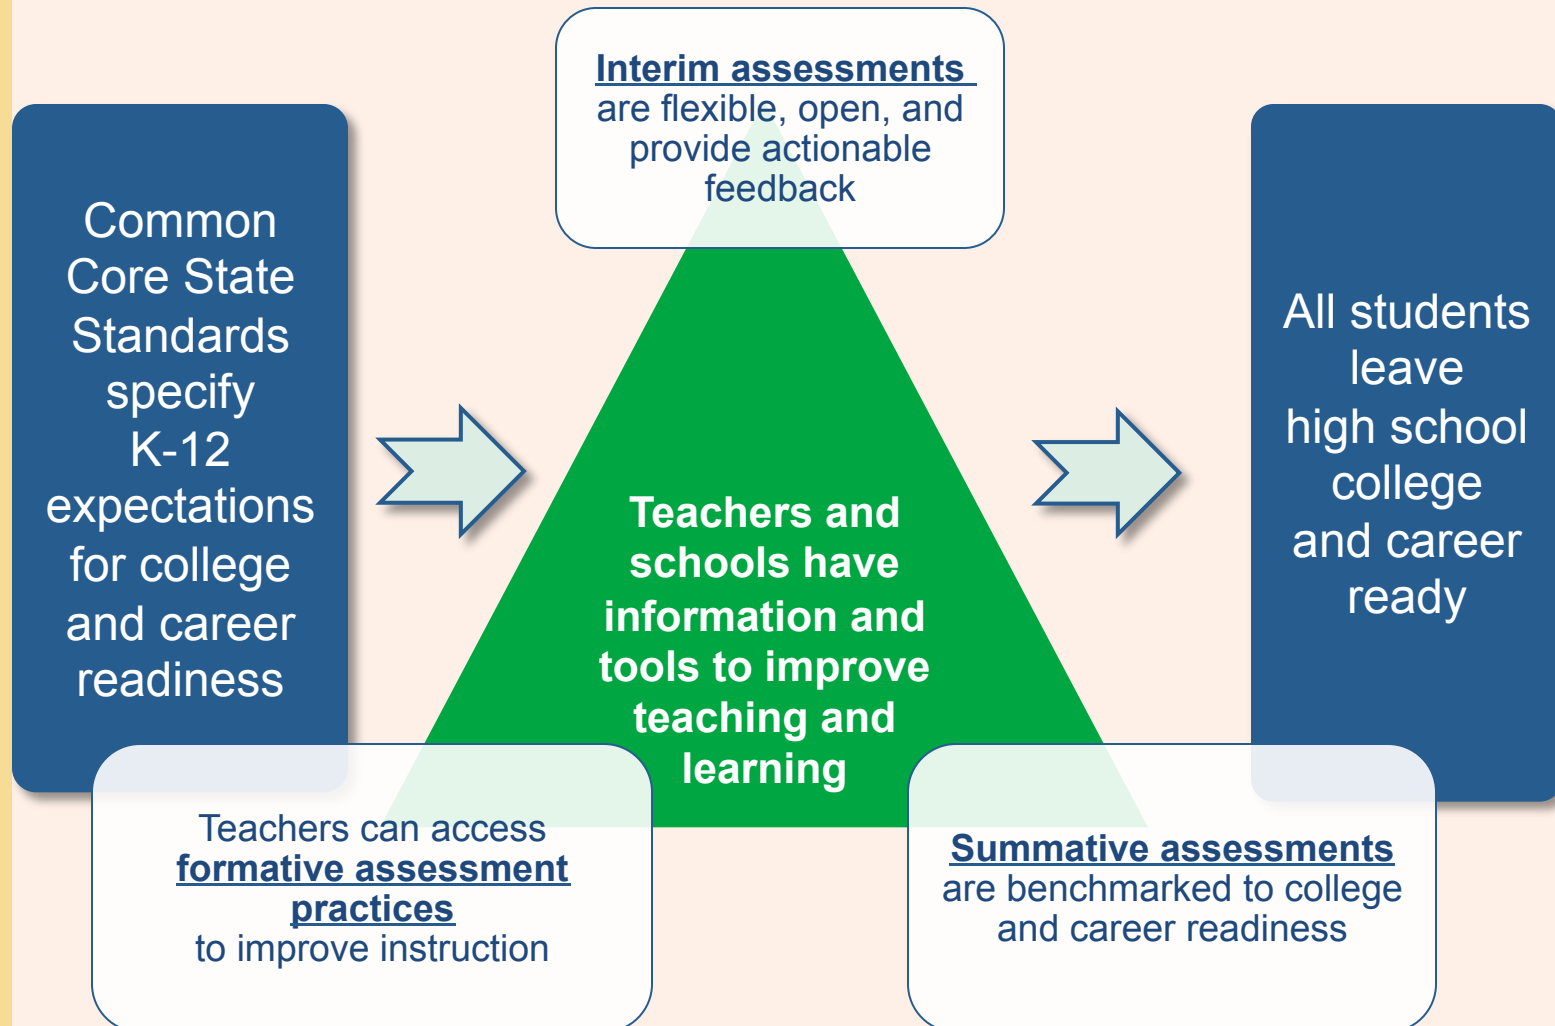 Common
Core State
Standards
specify
K-12
expectations
for college
and career
readiness
Interim assessments
are flexible, open, and
provide actionable
feedback
Teachers and
schools have
information and
tools to improve
teaching and
learning
All students
leave
high school
college
and career
ready
Teachers can access
formative assessment
practices
to improve instruction
Summative assessments
are benchmarked to college
and career readiness